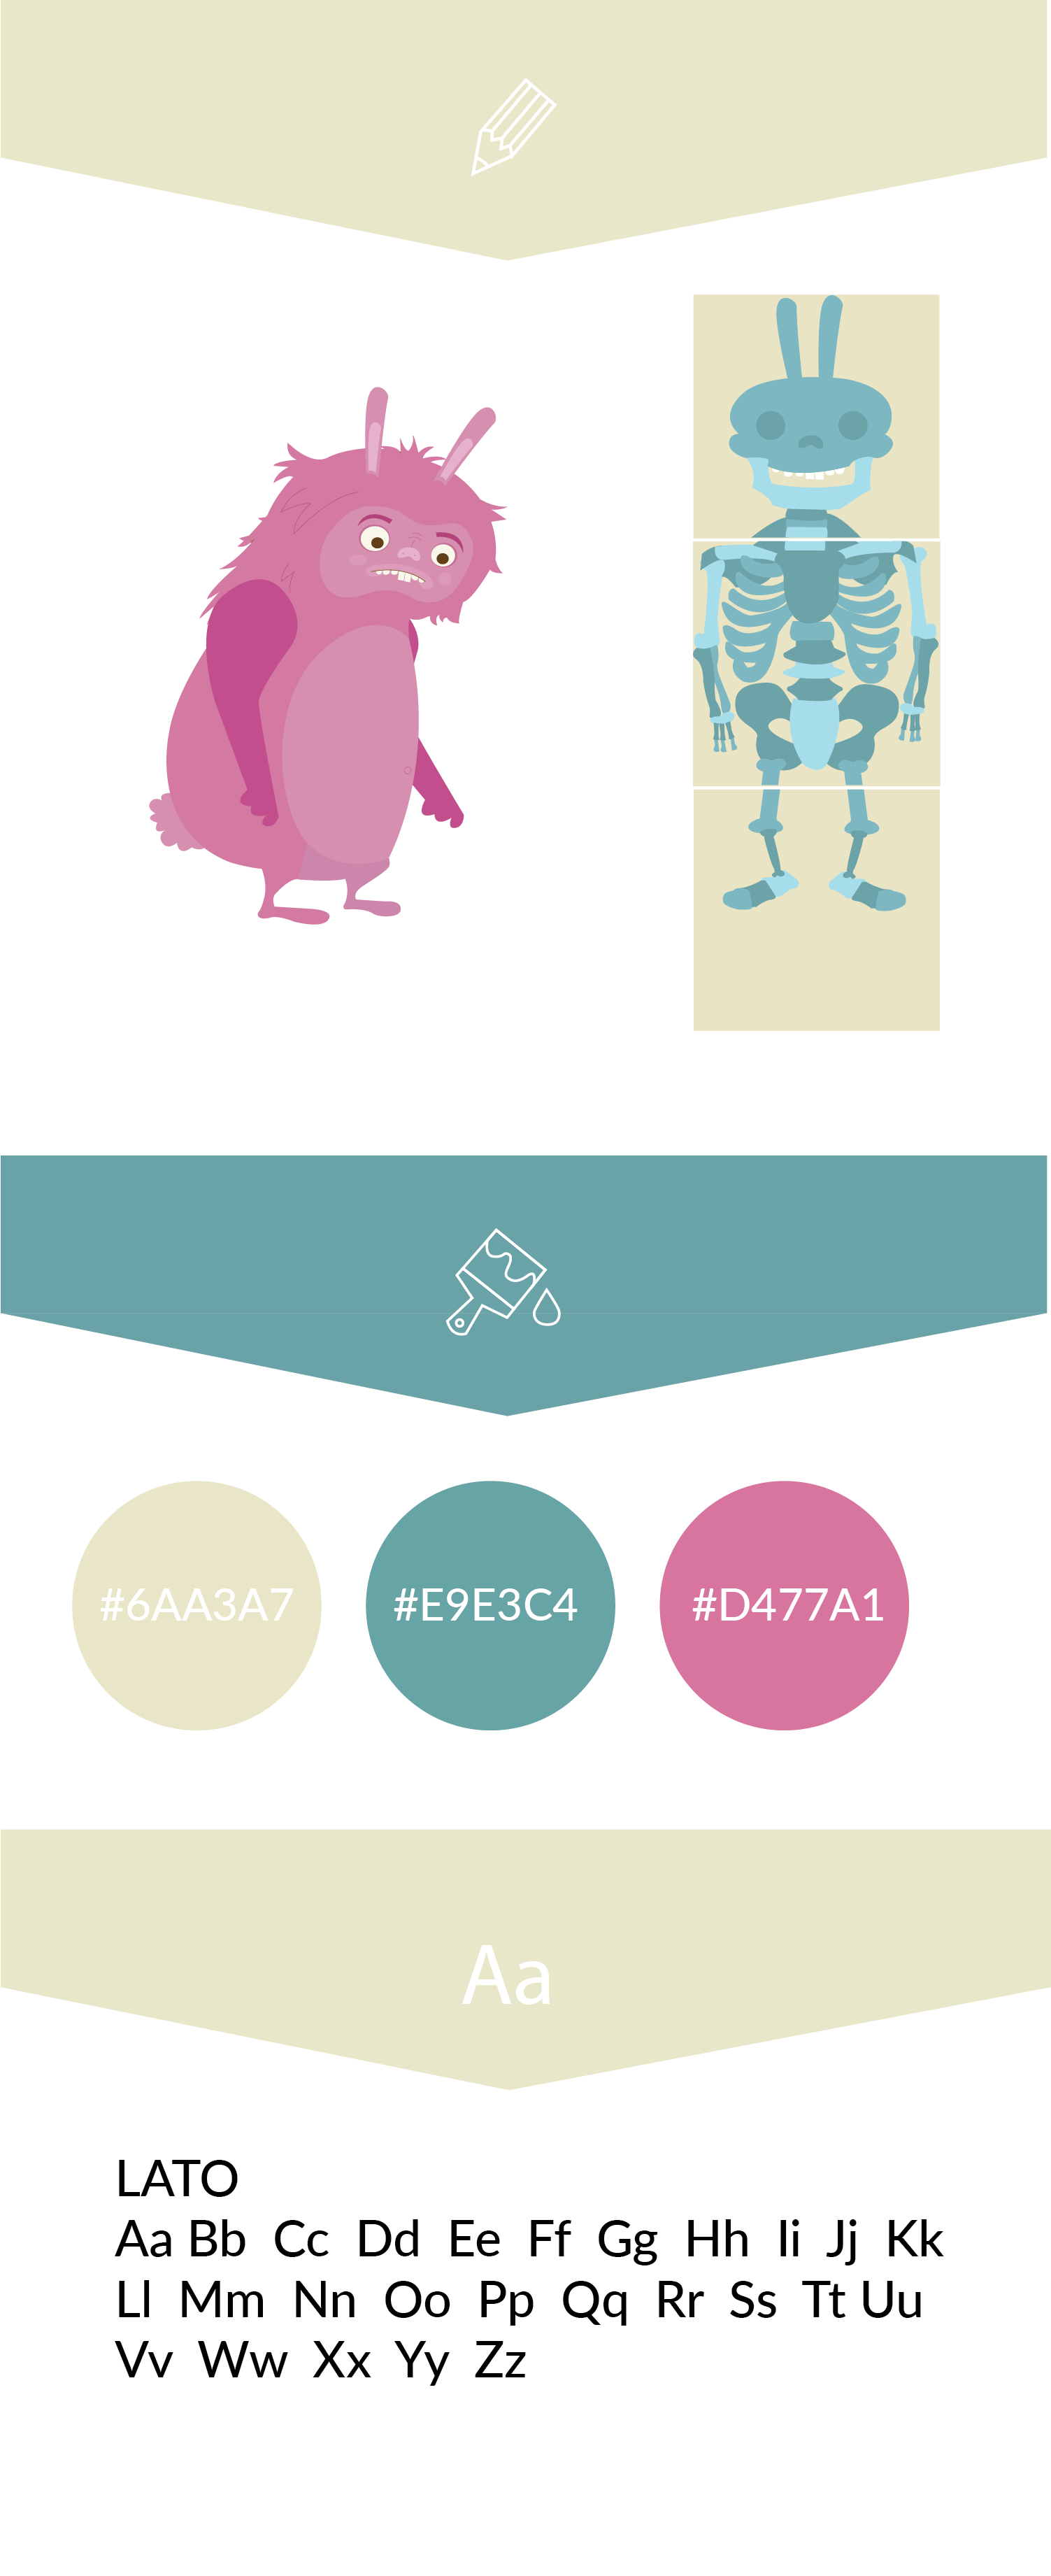 #6AA3A7 #E9E3C4 #D477A1
Aa
LATO
Aa Bb Cc Dd Ee Ff Gg Hh Ii Jj Kk
Ll Mm Nn Oo Pp Qq Rr Ss Tt Uu
Vv Ww Xx Yy Zz